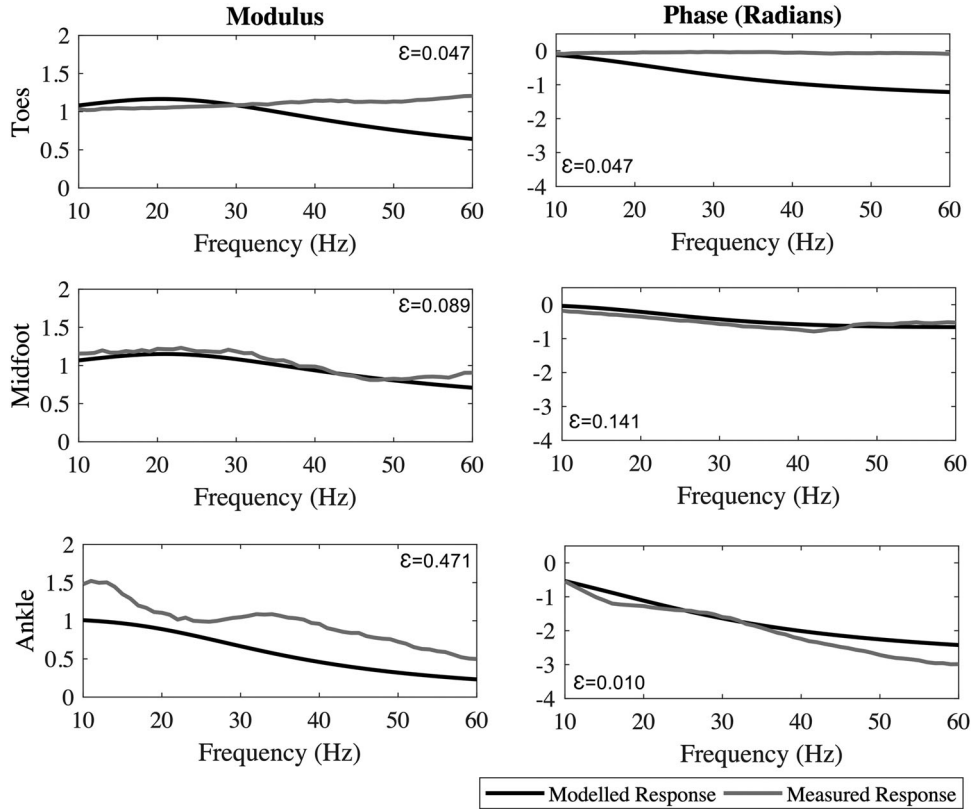 Modulus Phase (Radians)
Toes
2
1.5
1
0.5
0
ε=0.047
10 20 30 40 50 60
Frequency (Hz)
0
-1
-2
-3
-4
ε=0.047
10 20 30 40 50 60
Frequency (Hz)
Midfoot
2
1.5
1
0.5
0
ε=0.089
10 20 30 40 50 60
Frequency (Hz)
0
-1
-2
-3
-4
ε=0.141
10 20 30 40 50 60
Frequency (Hz)
Ankle
2
1.5
1
0.5
0
ε=0.471
10 20 30 40 50 60
Frequency (Hz)
0
-1
-2
-3
-4
ε=0.010
10 20 30 40 50 60
Frequency (Hz)
Modelled Response Measured Response